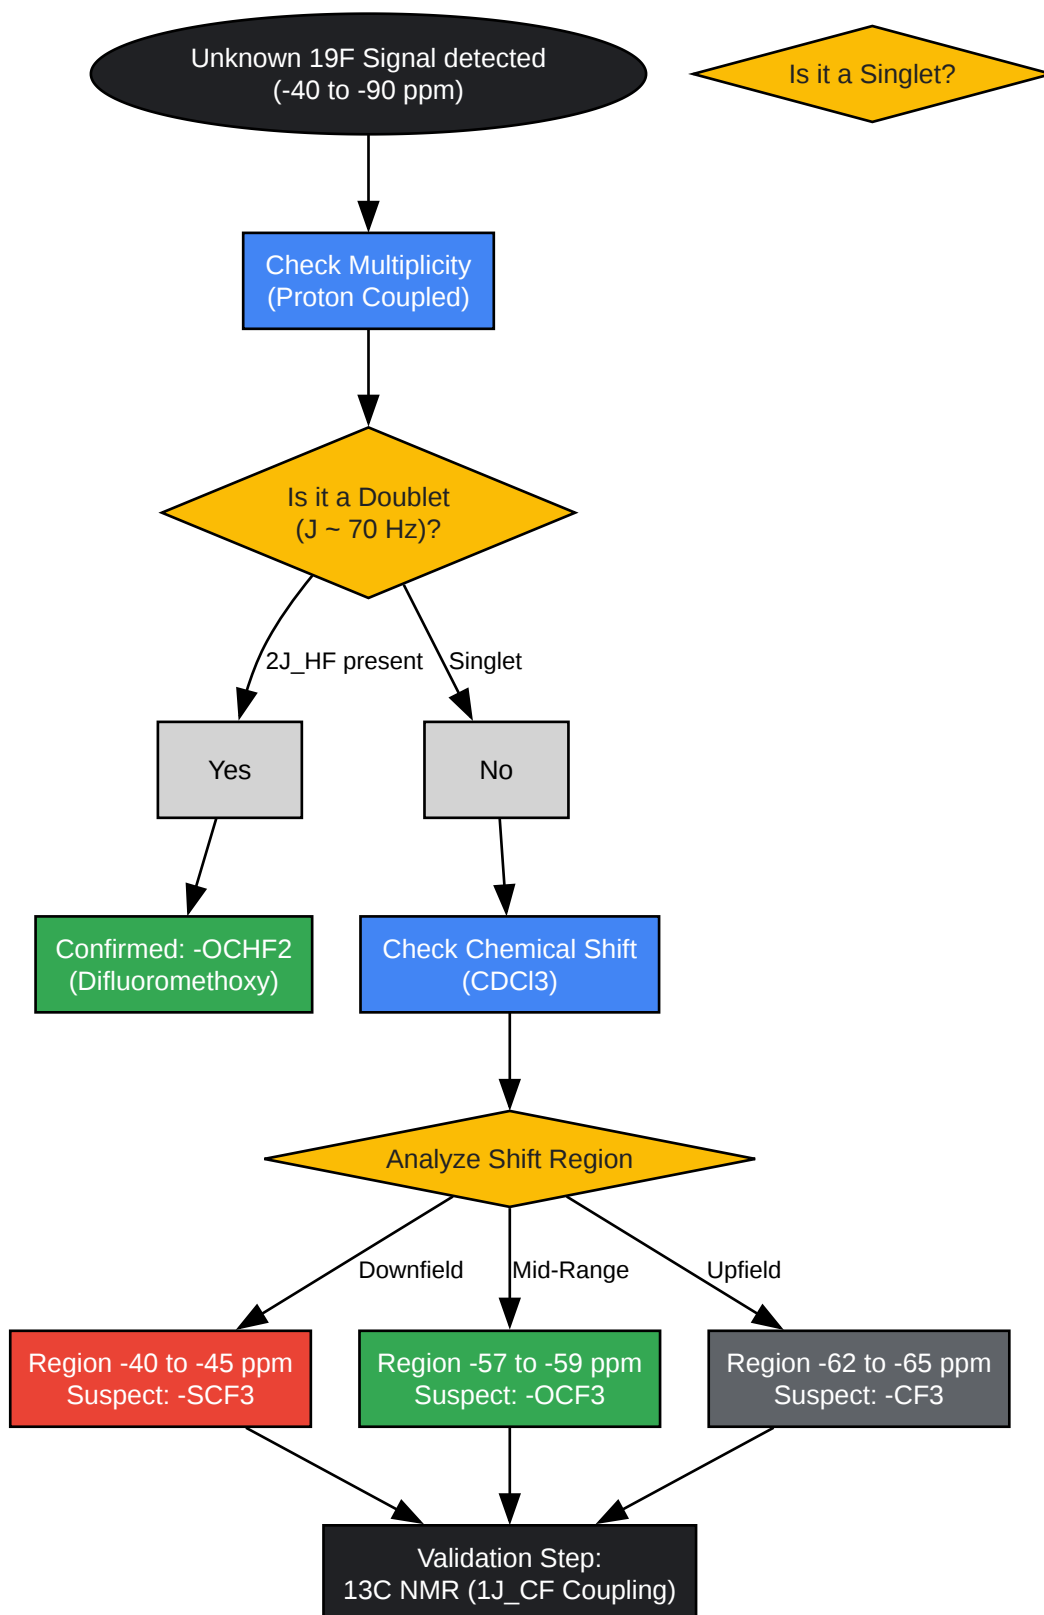 Unknown 19F Signal detected
(-40 to -90 ppm)
Is it a Singlet?
Check Multiplicity
(Proton Coupled)
Is it a Doublet
(J ~ 70 Hz)?
2J_HF present
Singlet
Yes
No
Confirmed: -OCHF2
(Difluoromethoxy)
Check Chemical Shift
(CDCl3)
Analyze Shift Region
Downfield
Mid-Range
Upfield
Region -40 to -45 ppm
Suspect: -SCF3
Region -57 to -59 ppm
Suspect: -OCF3
Region -62 to -65 ppm
Suspect: -CF3
Validation Step:
13C NMR (1J_CF Coupling)